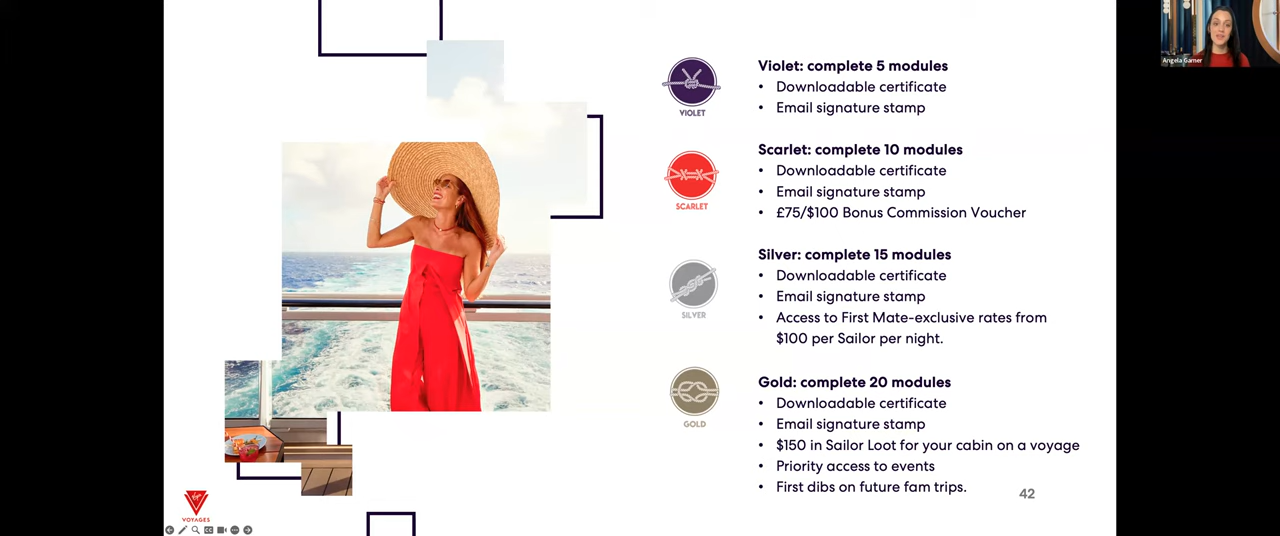 Angela Garner
VIOLET
Violet: complete 5 modules
• Downloadable certificate
• Email signature stamp
SCARLET
Scarlet: complete 10 modules
• Downloadable certificate
• Email signature stamp
• £75/$100 Bonus Commission Voucher
SILVER
Silver: complete 15 modules
• Downloadable certificate
• Email signature stamp
• Access to First Mate-exclusive rates from
$100 per Sailor per night.
GOLD
Gold: complete 20 modules
• Downloadable certificate
• Email signature stamp
• $150 in Sailor Loot for your cabin on a voyage
• Priority access to events
• First dibs on future fam trips.
42
Virgin
VOYAGES